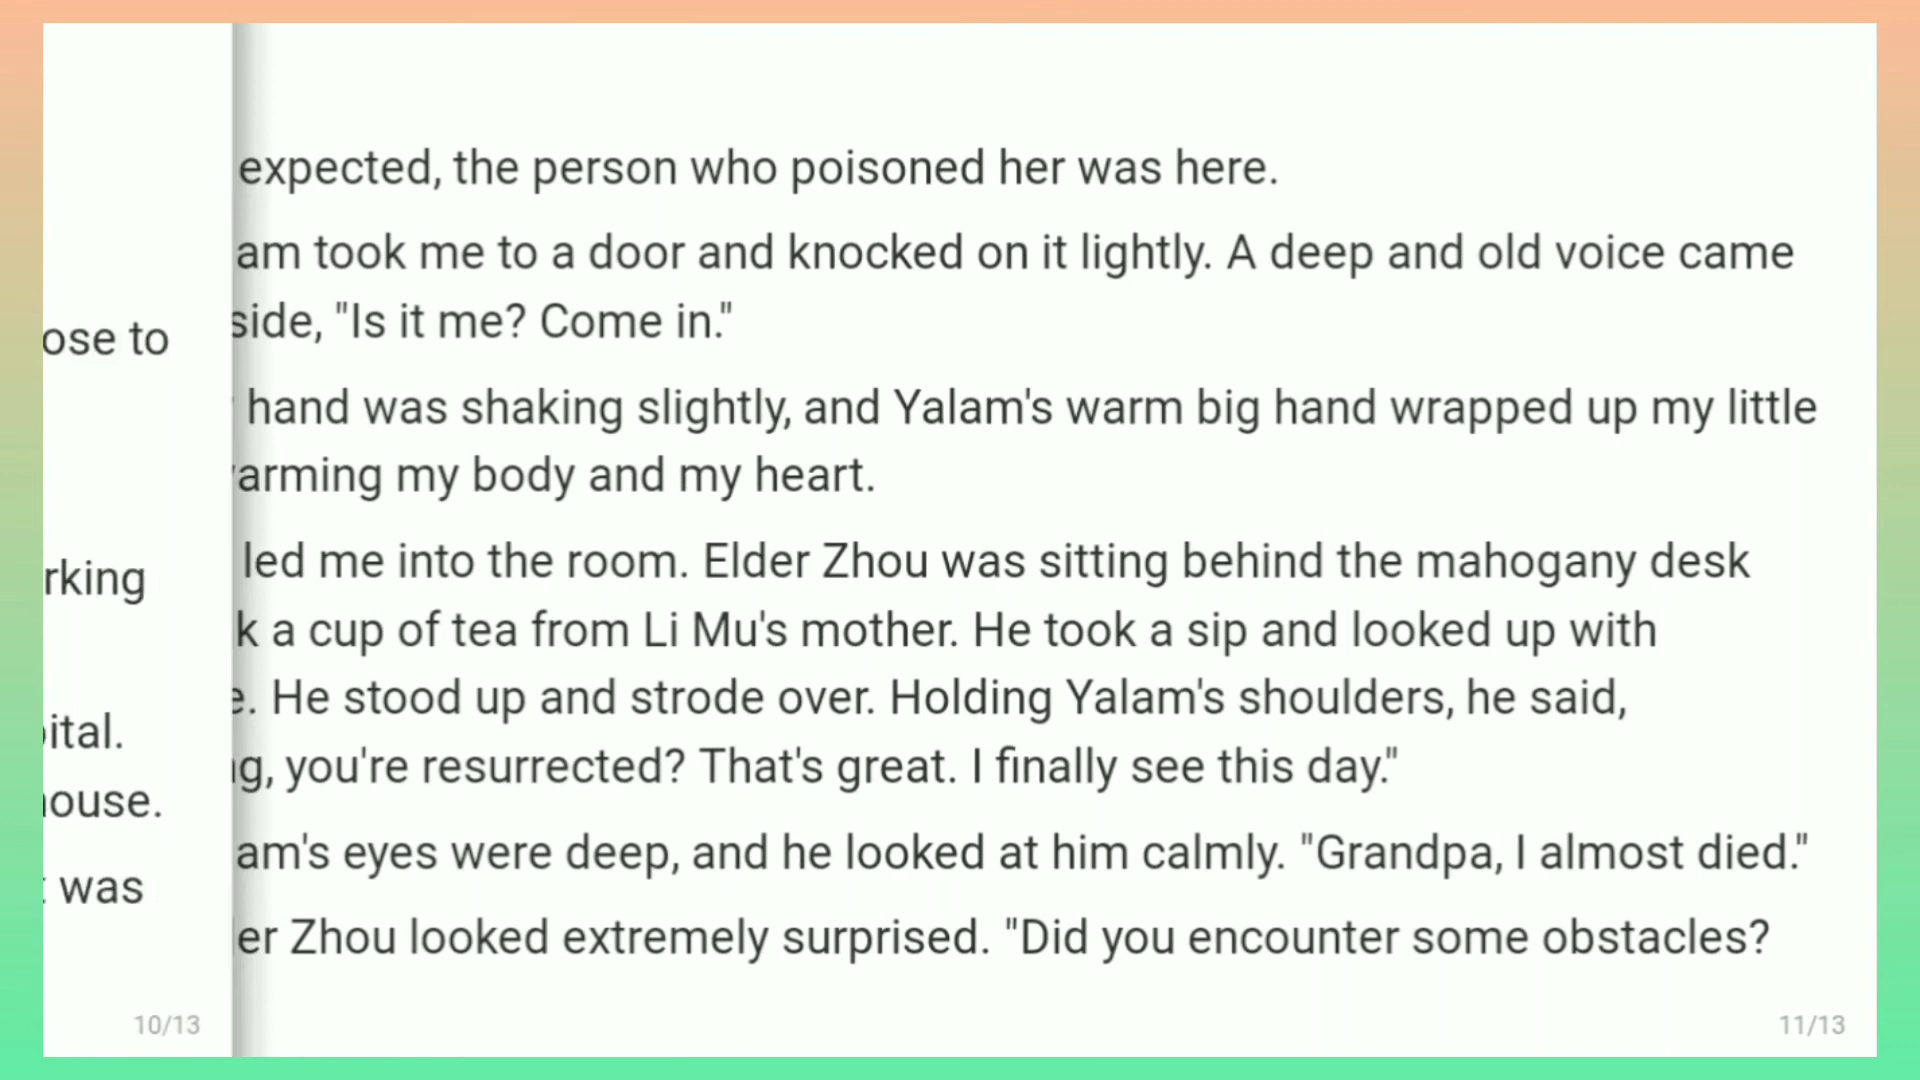 ose to
rking
ital.
ouse.
was
10/13
expected, the person who poisoned her was here.
am took me to a door and knocked on it lightly. A deep and old voice came
side, "Is it me? Come in."
hand was shaking slightly, and Yalam's warm big hand wrapped up my little
arming my body and my heart.
led me into the room. Elder Zhou was sitting behind the mahogany desk
k a cup of tea from Li Mu's mother. He took a sip and looked up with
e. He stood up and strode over. Holding Yalam's shoulders, he said,
g, you're resurrected? That's great. I finally see this day."
am's eyes were deep, and he looked at him calmly. "Grandpa, I almost died."
er Zhou looked extremely surprised. "Did you encounter some obstacles?
11/13